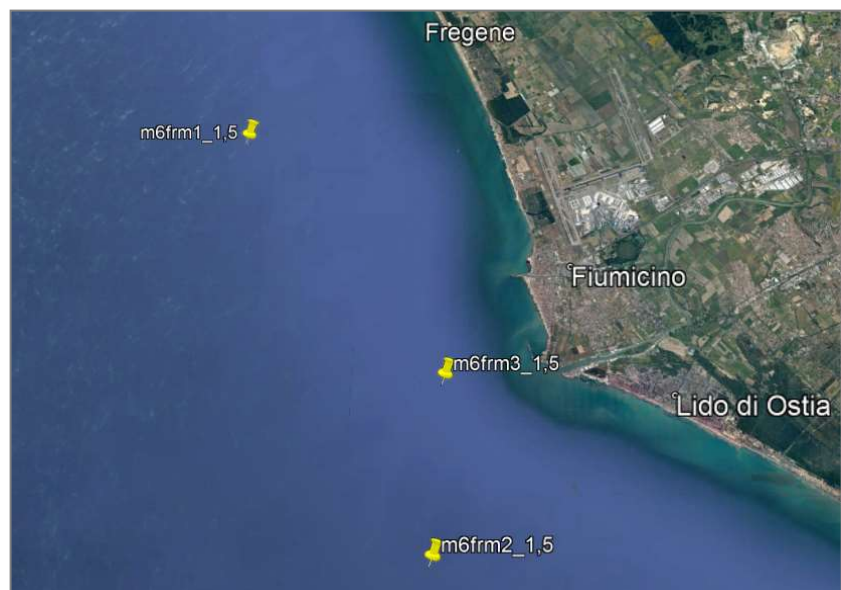 Fregene
m6frm1_1,5
Fiumicino
m6frm3_1,5
Lido di Ostia
m6frm2_1,5